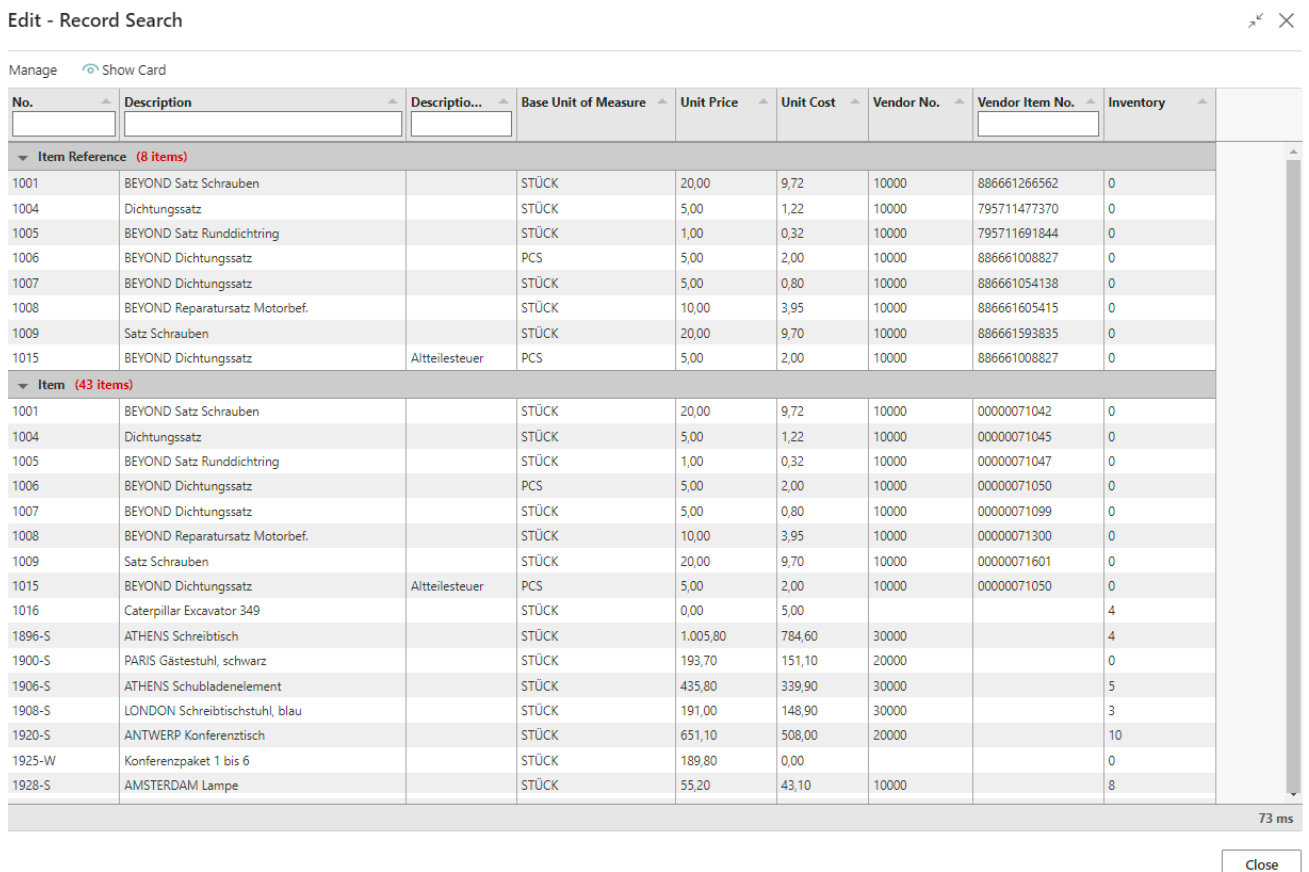 Edit - Record Search
Manage Show Card
No. Description Descriptio... Base Unit of Measure Unit Price Unit Cost Vendor No. Vendor Item No. Inventory
Item Reference (8 items)
1001 BEYOND Satz Schrauben STÜCK 20,00 9,72 10000 886661266562 0
1004 Dichtungssatz STÜCK 5,00 1,22 10000 795711477370 0
1005 BEYOND Satz Runddichtring STÜCK 1,00 0,32 10000 795711691844 0
1006 BEYOND Dichtungssatz PCS 5,00 2,00 10000 886661008827 0
1007 BEYOND Dichtungssatz STÜCK 5,00 0,80 10000 886661054138 0
1008 BEYOND Reparatursatz Motorbef. STÜCK 10,00 3,95 10000 886661605415 0
1009 Satz Schrauben STÜCK 20,00 9,70 10000 886661593835 0
1015 BEYOND Dichtungssatz Altteilesteuer PCS 5,00 2,00 10000 886661008827 0
Item (43 items)
1001 BEYOND Satz Schrauben STÜCK 20,00 9,72 10000 00000071042 0
1004 Dichtungssatz STÜCK 5,00 1,22 10000 00000071045 0
1005 BEYOND Satz Runddichtring STÜCK 1,00 0,32 10000 00000071047 0
1006 BEYOND Dichtungssatz PCS 5,00 2,00 10000 00000071050 0
1007 BEYOND Dichtungssatz STÜCK 5,00 0,80 10000 00000071099 0
1008 BEYOND Reparatursatz Motorbef. STÜCK 10,00 3,95 10000 00000071300 0
1009 Satz Schrauben STÜCK 20,00 9,70 10000 00000071601 0
1015 BEYOND Dichtungssatz Altteilesteuer PCS 5,00 2,00 10000 00000071050 0
1016 Caterpillar Excavator 349 STÜCK 0,00 5,00 4
1896-S ATHENS Schreibtisch STÜCK 1.005,80 784,60 30000 4
1900-S PARIS Gästestuhl, schwarz STÜCK 193,70 151,10 20000 0
1906-S ATHENS Schubladenelement STÜCK 435,80 339,90 30000 5
1908-S LONDON Schreibtischstuhl, blau STÜCK 191,00 148,90 30000 3
1920-S ANTWERP Konferenztisch STÜCK 651,10 508,00 20000 10
1925-W Konferenzpaket 1 bis 6 STÜCK 189,80 0,00 0
1928-S AMSTERDAM Lampe STÜCK 55,20 43,10 10000 8
73 ms
Close